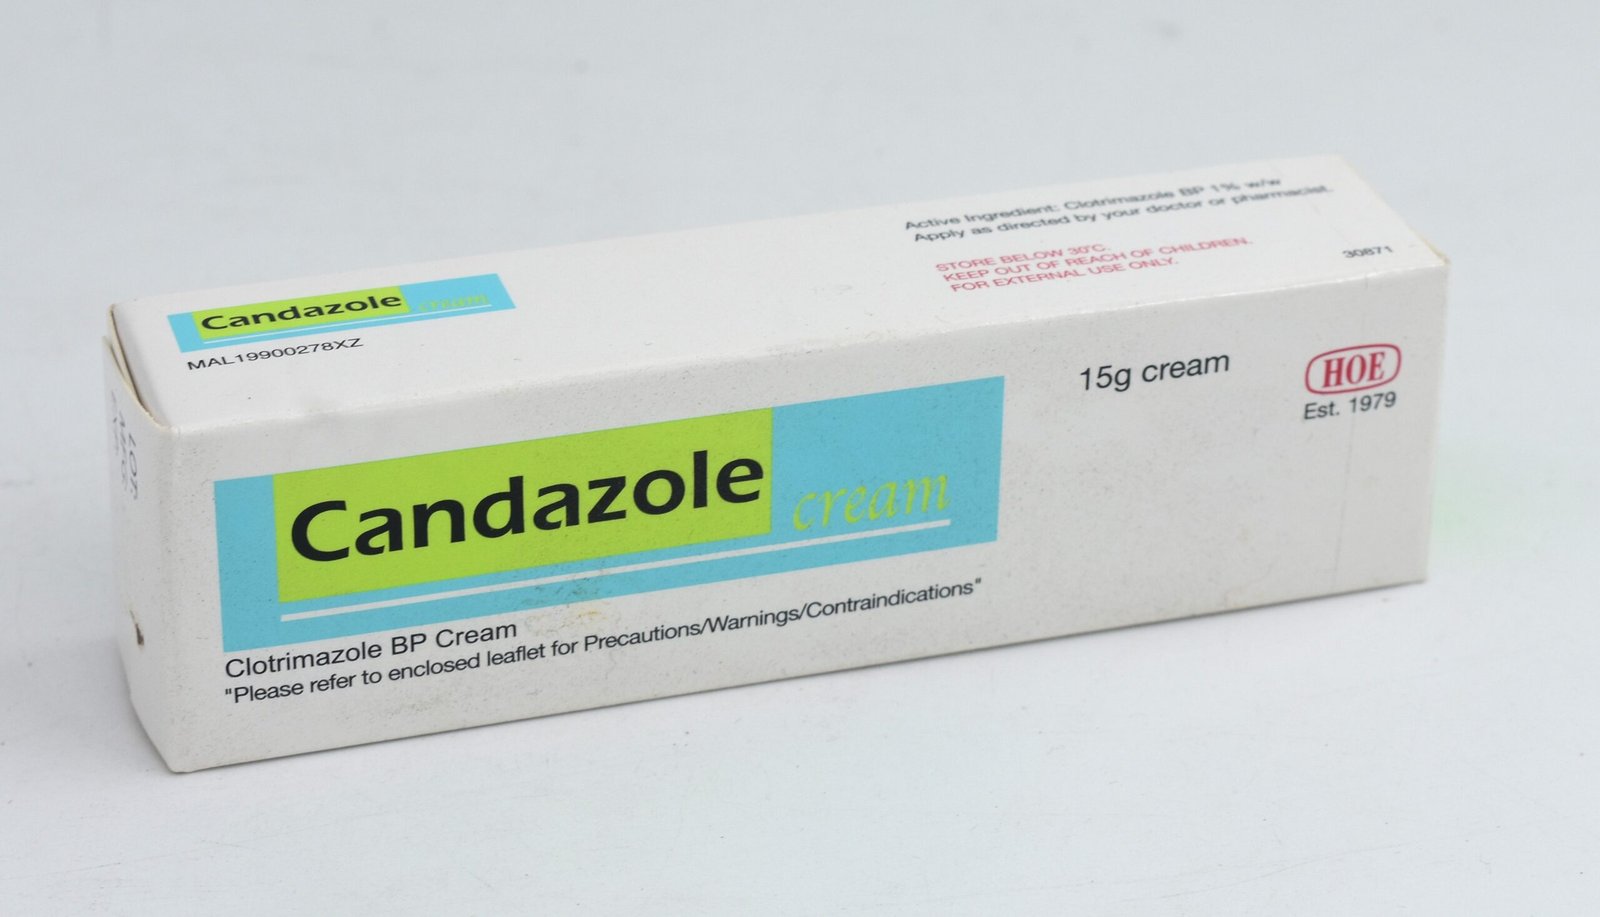 Candazole cream
MAL19900278XZ
Active Ingredient: Clotrimazole BP 1% w/w
Apply as directed by your doctor or pharmacist.
STORE BELOW 30°C.
KEEP OUT OF REACH OF CHILDREN.
FOR EXTERNAL USE ONLY.
30871
Candazole cream
15g cream
HOE
Est. 1979
Clotrimazole BP Cream
"Please refer to enclosed leaflet for Precautions/Warnings/Contraindications"
LOT